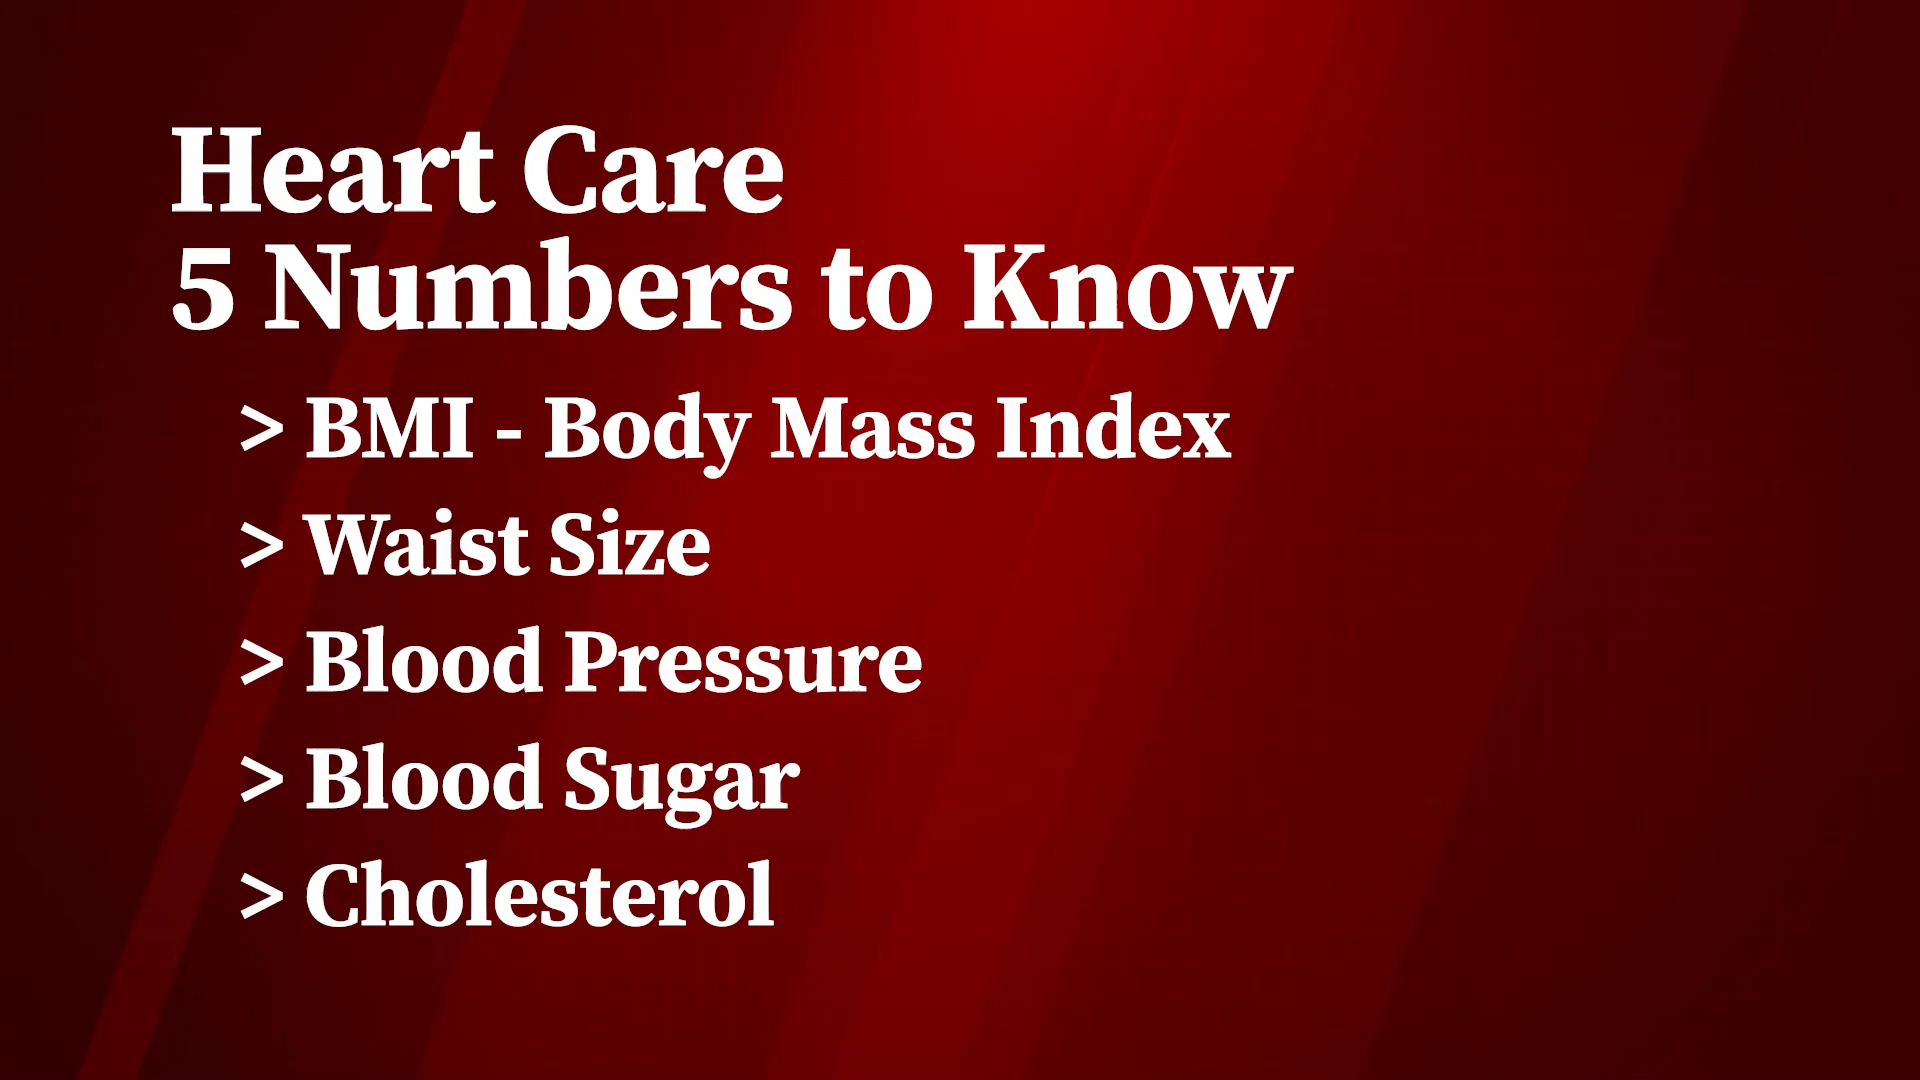 Heart Care
5 Numbers to Know
> BMI - Body Mass Index
> Waist Size
> Blood Pressure
> Blood Sugar
> Cholesterol